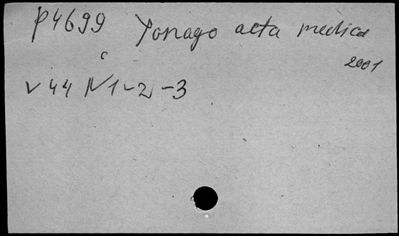 p4699 Yonago acta medica
c
2001
v 44 N 1-2-3